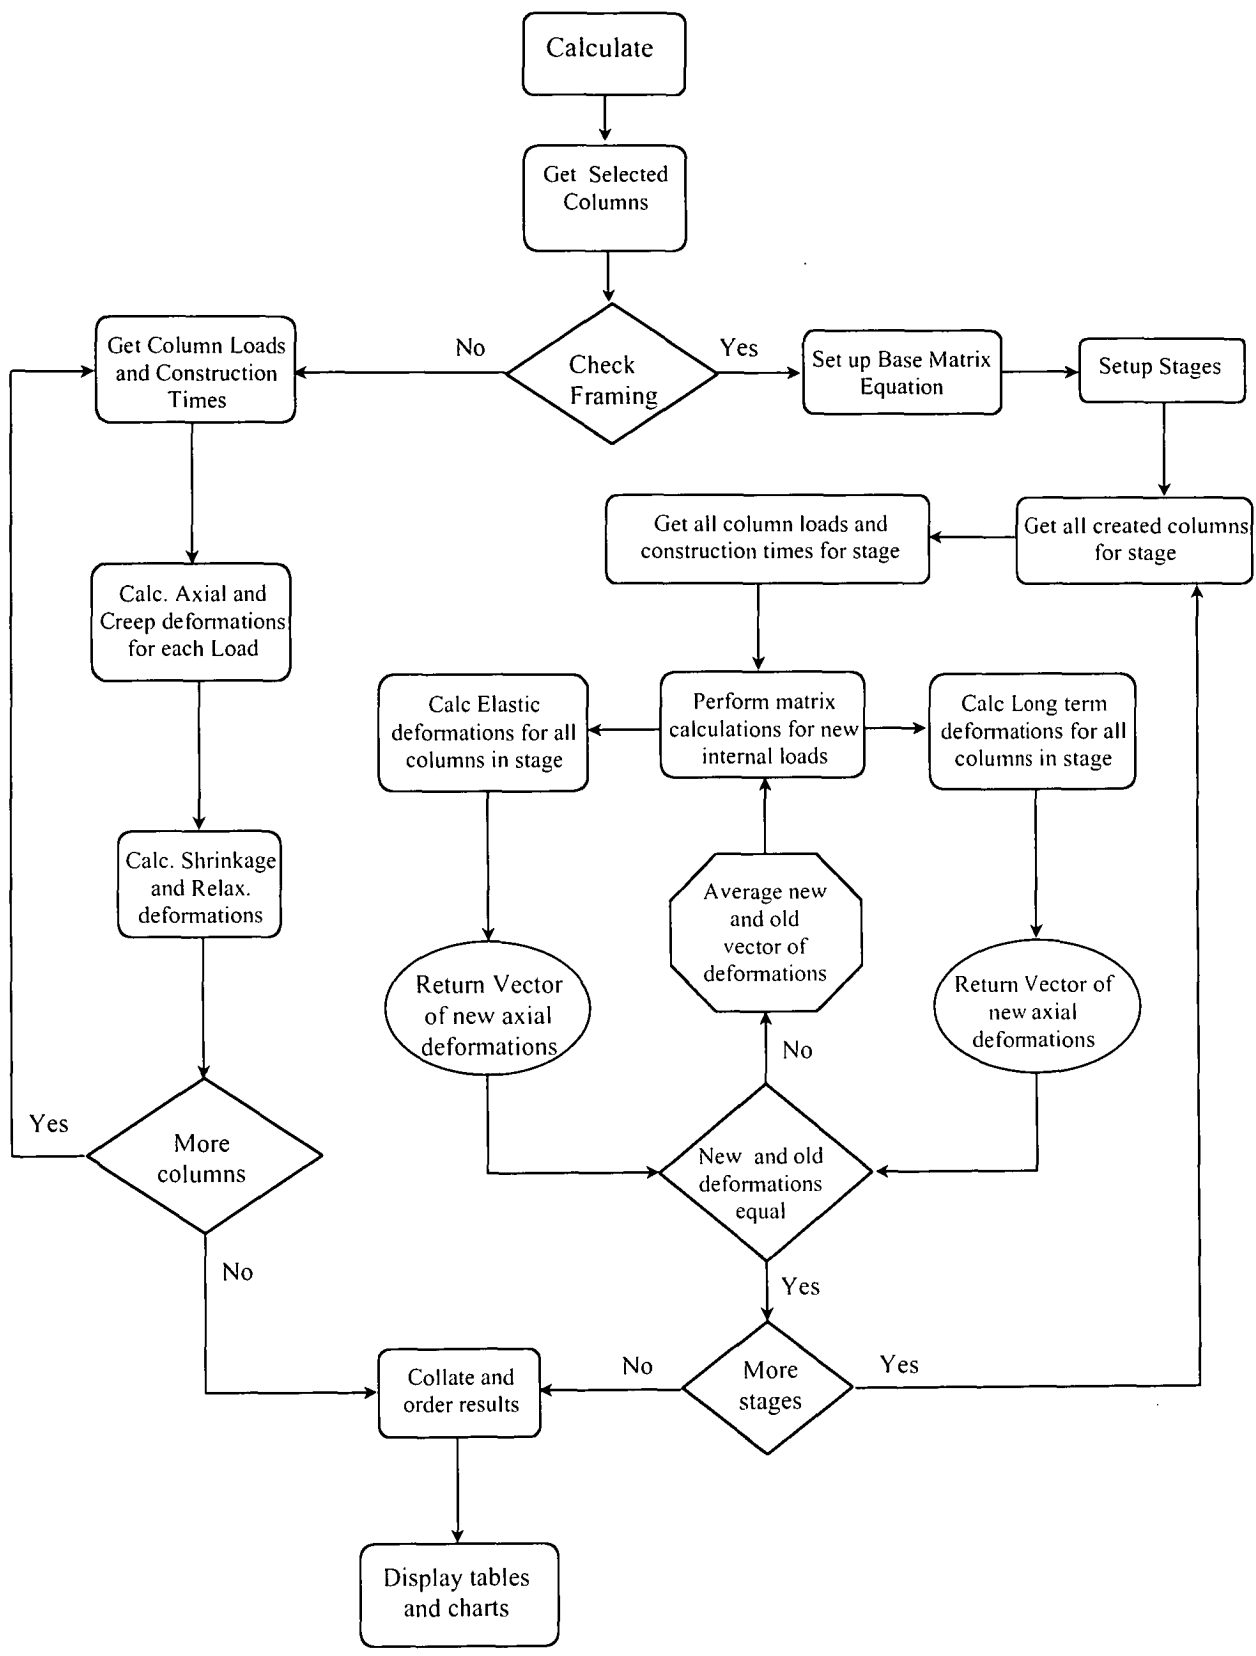 Calculate
Get Selected
Columns
No
Check
Framing
Yes
Get Column Loads
and Construction
Times
Set up Base Matrix
Equation
Setup Stages
Get all column loads and
construction times for stage
Get all created columns
for stage
Calc. Axial and
Creep deformations
for each Load
Calc Elastic
deformations for all
columns in stage
Perform matrix
calculations for new
internal loads
Calc Long term
deformations for all
columns in stage
Calc. Shrinkage
and Relax.
deformations
Average new
and old
vector of
deformations
Return Vector
of new axial
deformations
Return Vector of
new axial
deformations
No
Yes
More
columns
New and old
deformations
equal
No
Yes
Collate and
order results
No
More
stages
Yes
Display tables
and charts